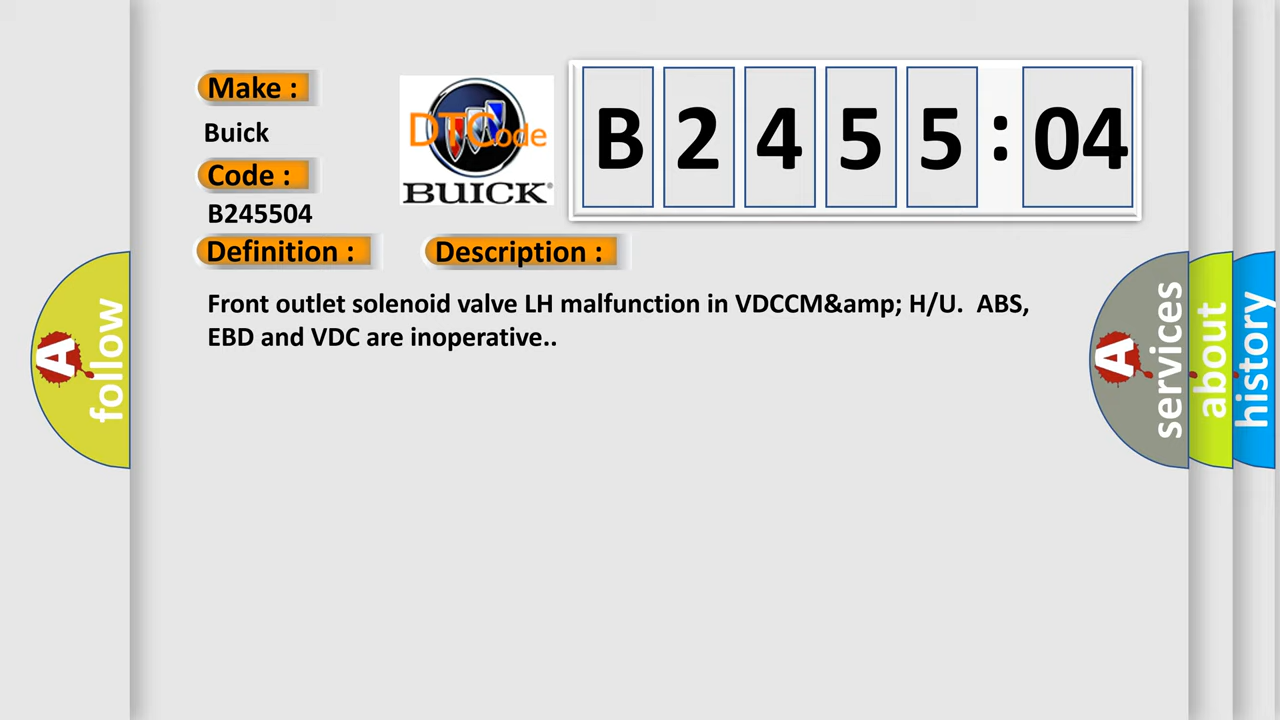 Make :
Buick
Code :
B245504
Definition :
Description :
Front outlet solenoid valve LH malfunction in VDCCM&amp; H/U  ABS,
EBD and VDC are inoperative..
DTCode
BUICK®
B 2 4 5 5 : 04
A follow
A services
about
history